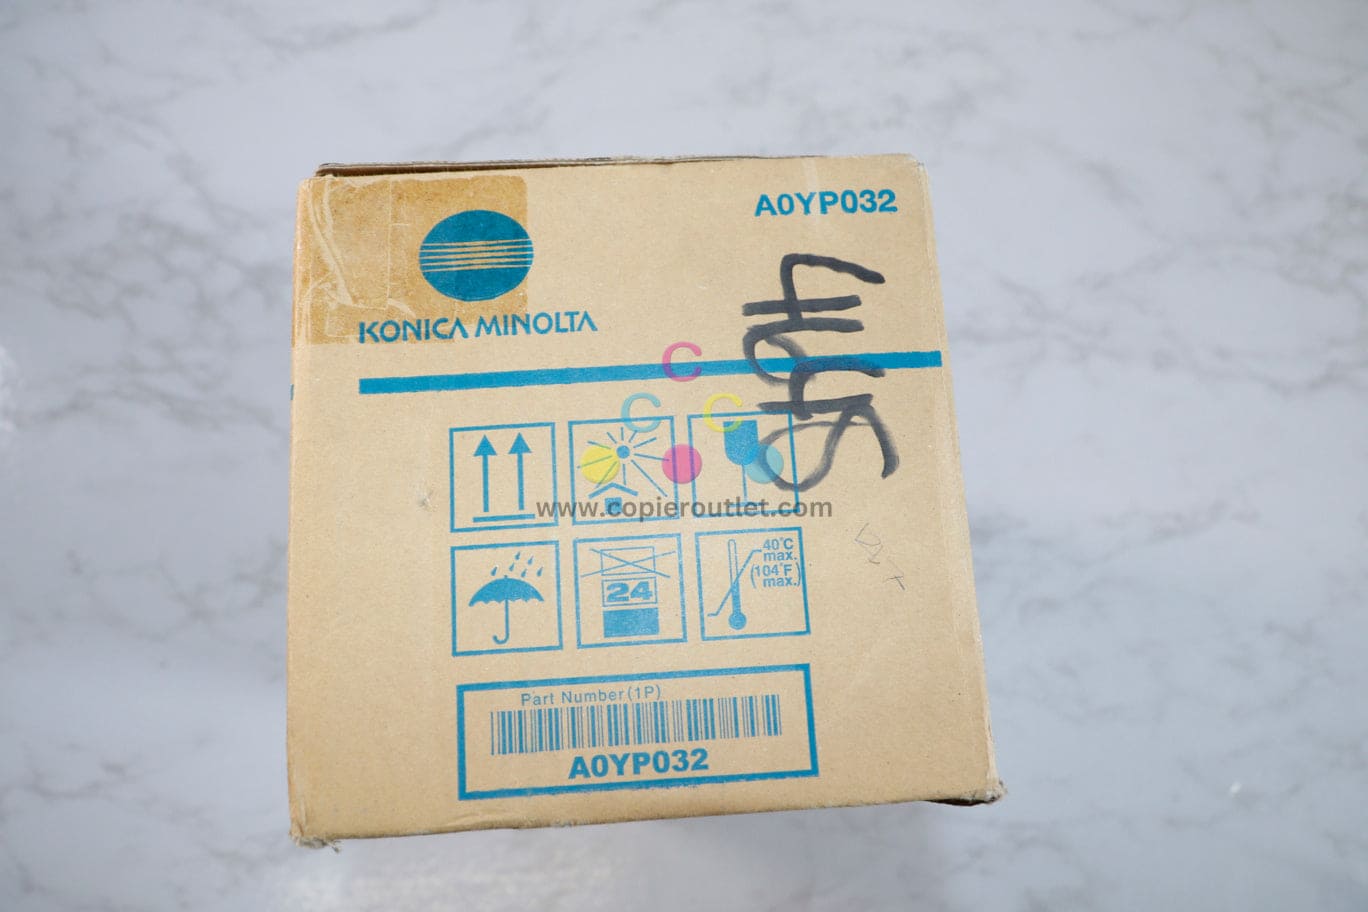 A0YP032
KONICA MINOLTA
C
C C
www.copieroutlet.com
40°C
max.
(104°F
max.)
24
Part Number (1P)
A0YP032